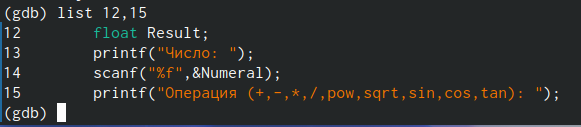 (gdb) list 12,15
12        float Result;
13        printf("Число: ");
14        scanf("%f",&Numeral);
15        printf("Операция (+,-,*,/,pow,sqrt,sin,cos,tan): ");
(gdb)